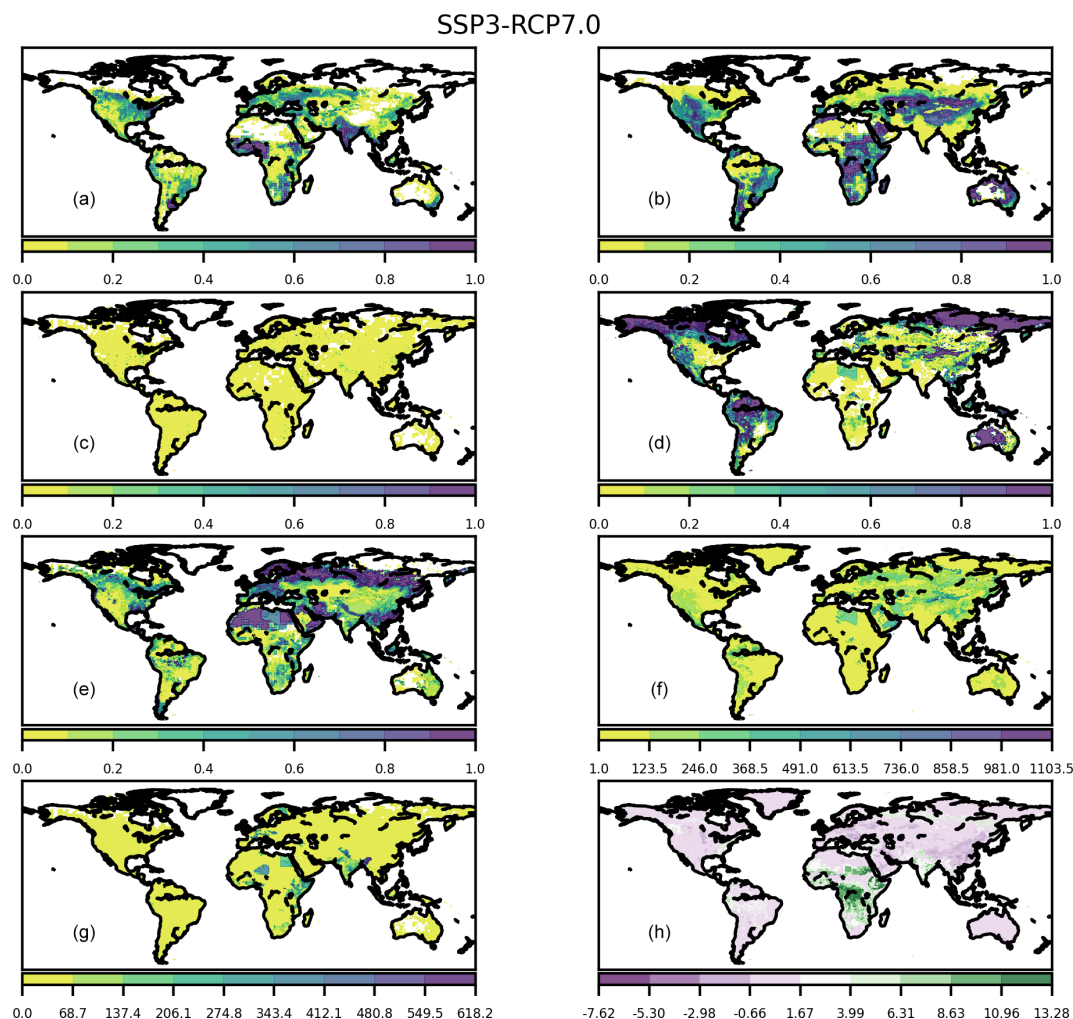 SSP3-RCP7.0
(a)
(b)
0.0 0.2 0.4 0.6 0.8 1.0
0.0 0.2 0.4 0.6 0.8 1.0
(c)
(d)
0.0 0.2 0.4 0.6 0.8 1.0
0.0 0.2 0.4 0.6 0.8 1.0
(e)
(f)
0.0 0.2 0.4 0.6 0.8 1.0
1.0 123.5 246.0 368.5 491.0 613.5 736.0 858.5 981.0 1103.5
(g)
(h)
0.0 68.7 137.4 206.1 274.8 343.4 412.1 480.8 549.5 618.2
-7.62 -5.30 -2.98 -0.66 1.67 3.99 6.31 8.63 10.96 13.28